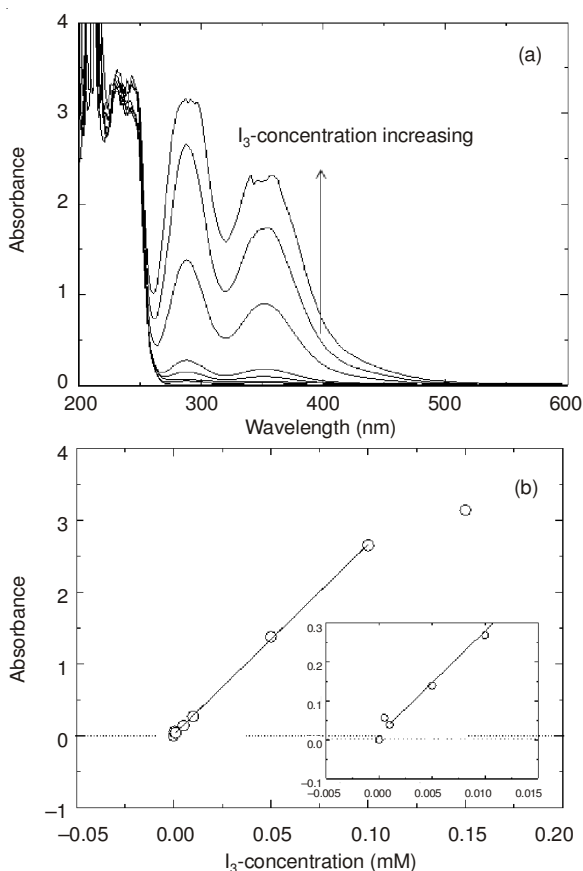 4
(a)
3
I3-concentration increasing
2
Absorbance
1
0
200 300 400 500 600
Wavelength (nm)
4
(b)
3
2
Absorbance
1
0
–1
0.3
0.2
0.1
0.0
–0.1
–0.005 0.000 0.005 0.010 0.015
–0.05 0.00 0.05 0.10 0.15 0.20
I3-concentration (mM)